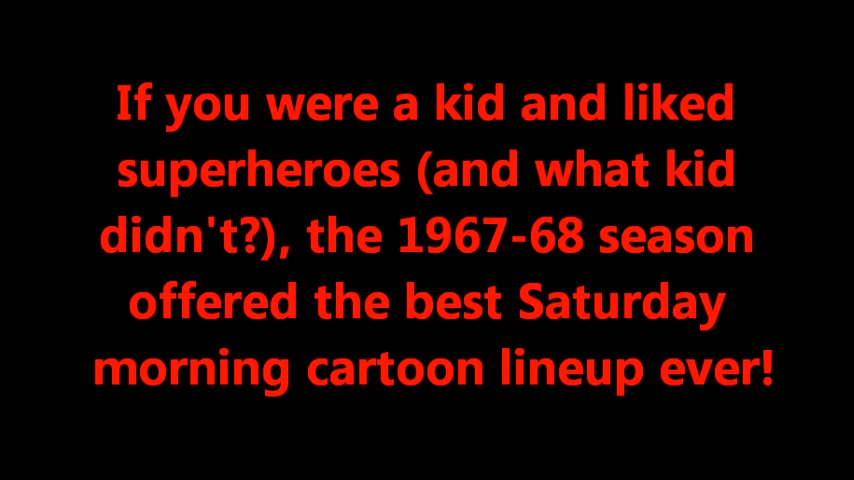 If you were a kid and liked
superheroes (and what kid
didn't?), the 1967-68 season
offered the best Saturday
morning cartoon lineup ever!